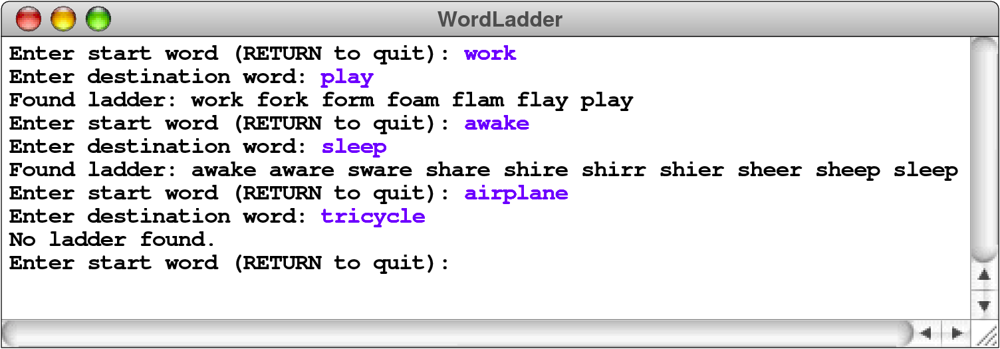 WordLadder
Enter start word (RETURN to quit): work
Enter destination word: play
Found ladder: work fork form foam flam flay play
Enter start word (RETURN to quit): awake
Enter destination word: sleep
Found ladder: awake aware sware share shire shirr shier sheer sheep sleep
Enter start word (RETURN to quit): airplane
Enter destination word: tricycle
No ladder found.
Enter start word (RETURN to quit):